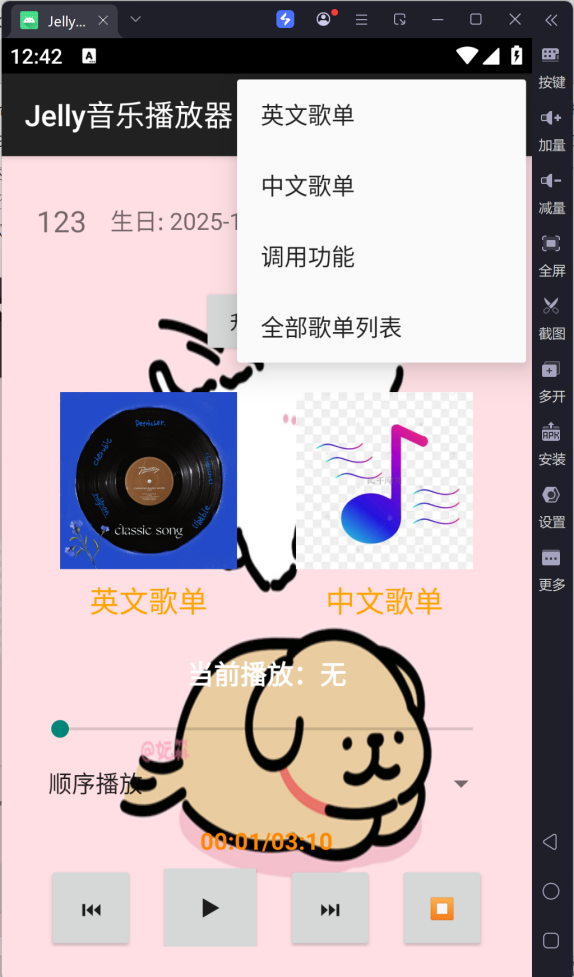 Jelly...
12:42
Jelly音乐播放器
英文歌单
中文歌单
调用功能
全部歌单列表
123
生日: 2025-1
classic song
英文歌单
中文歌单
当前播放：无
顺序播放
00:01/03:10
按键
加量
减量
全屏
截图
多开
APK
安装
设置
更多